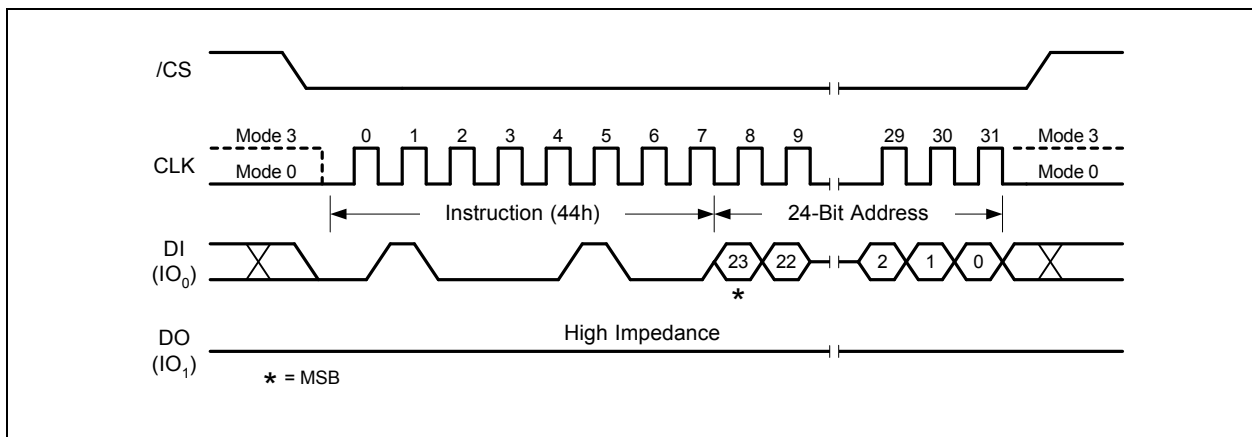 /CS
Mode 3 0 1 2 3 4 5 6 7 8 9 29 30 31 Mode 3
CLK Mode 0 Mode 0
Instruction (44h) 24-Bit Address
DI
(IO0) 23 22 2 1 0
*
High Impedance
DO
(IO1)
* = MSB